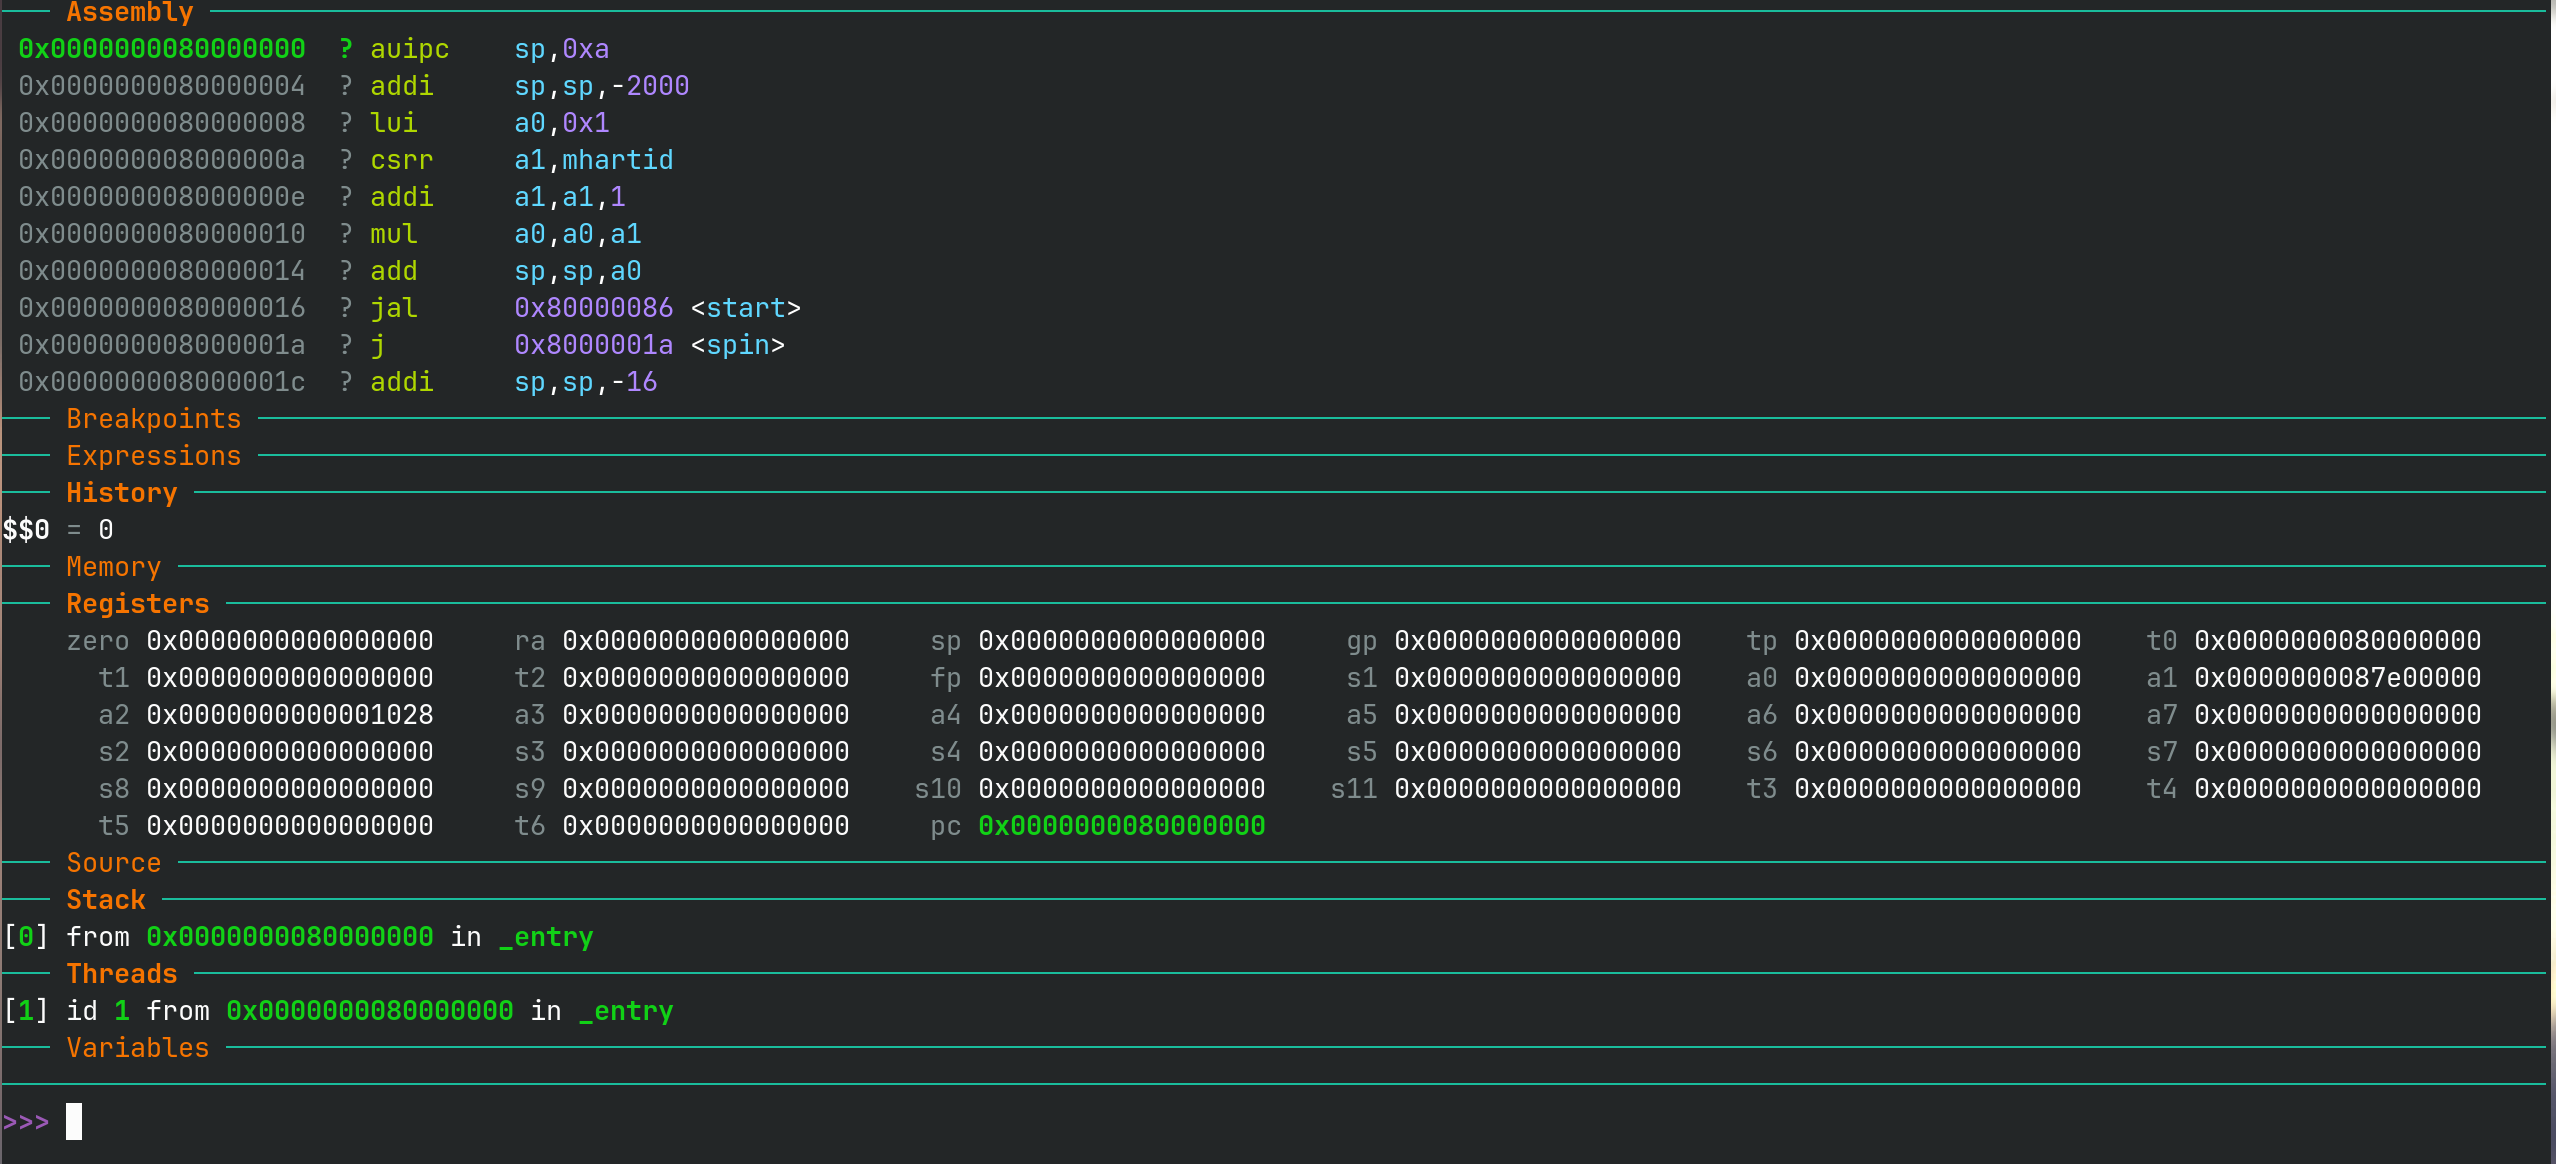 Assembly
0x0000000080000000 ? auipc sp,0xa
0x0000000080000004 ? addi sp,sp,-2000
0x0000000080000008 ? lui a0,0x1
0x000000008000000a ? csrr a1,mhartid
0x000000008000000e ? addi a1,a1,1
0x0000000080000010 ? mul a0,a0,a1
0x0000000080000014 ? add sp,sp,a0
0x0000000080000016 ? jal 0x80000086 <start>
0x000000008000001a ? j 0x8000001a <spin>
0x000000008000001c ? addi sp,sp,-16
Breakpoints
Expressions
History
$$0 = 0
Memory
Registers
zero 0x0000000000000000 ra 0x0000000000000000 sp 0x0000000000000000 gp 0x0000000000000000 tp 0x0000000000000000 t0 0x0000000080000000
t1 0x0000000000000000 t2 0x0000000000000000 fp 0x0000000000000000 s1 0x0000000000000000 a0 0x0000000000000000 a1 0x0000000087e00000
a2 0x0000000000001028 a3 0x0000000000000000 a4 0x0000000000000000 a5 0x0000000000000000 a6 0x0000000000000000 a7 0x0000000000000000
s2 0x0000000000000000 s3 0x0000000000000000 s4 0x0000000000000000 s5 0x0000000000000000 s6 0x0000000000000000 s7 0x0000000000000000
s8 0x0000000000000000 s9 0x0000000000000000 s10 0x0000000000000000 s11 0x0000000000000000 t3 0x0000000000000000 t4 0x0000000000000000
t5 0x0000000000000000 t6 0x0000000000000000 pc 0x0000000080000000
Source
Stack
[0] from 0x0000000080000000 in _entry
Threads
[1] id 1 from 0x0000000080000000 in _entry
Variables
>>>